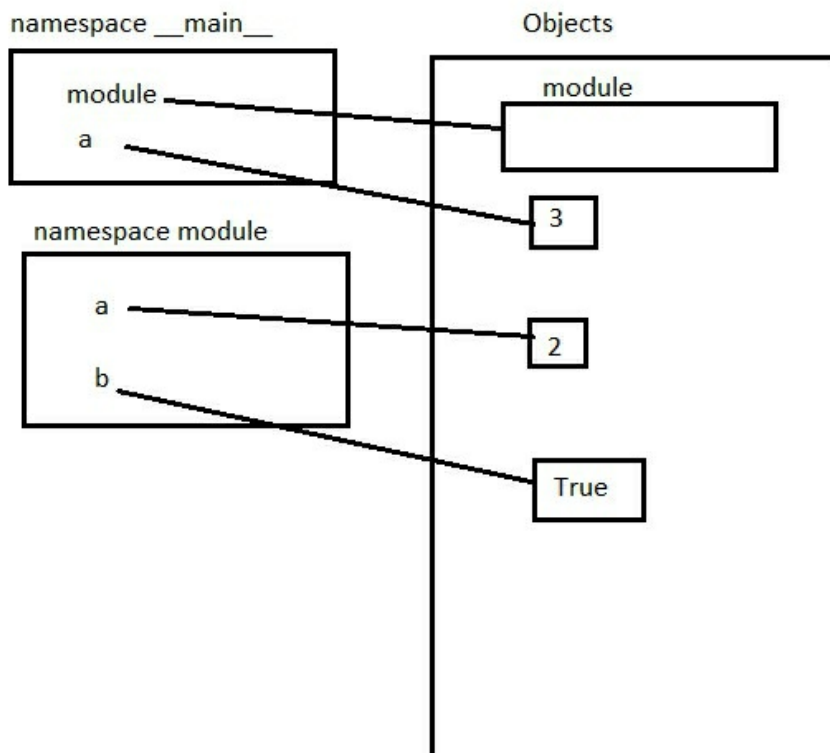 namespace __main__
Objects
module
a
module
3
namespace module
a
b
2
True